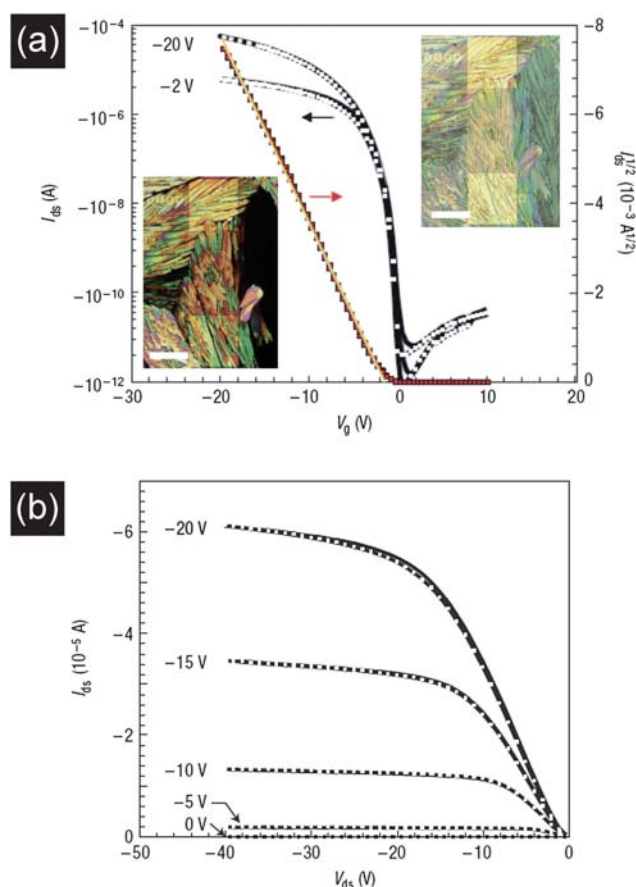 (a)
-10⁻⁴
-10⁻⁶
-10⁻⁸
-10⁻¹⁰
-10⁻¹²
I_ds (A)
-20 V
-2 V
-8
-6
-4
-2
0
I_ds^1/2 (10⁻³ A^1/2)
-30
-20
-10
0
10
20
V_g (V)
(b)
-6
-4
-2
0
I_ds (10⁻⁵ A)
-20 V
-15 V
-10 V
-5 V
0 V
-50
-40
-30
-20
-10
0
V_ds (V)